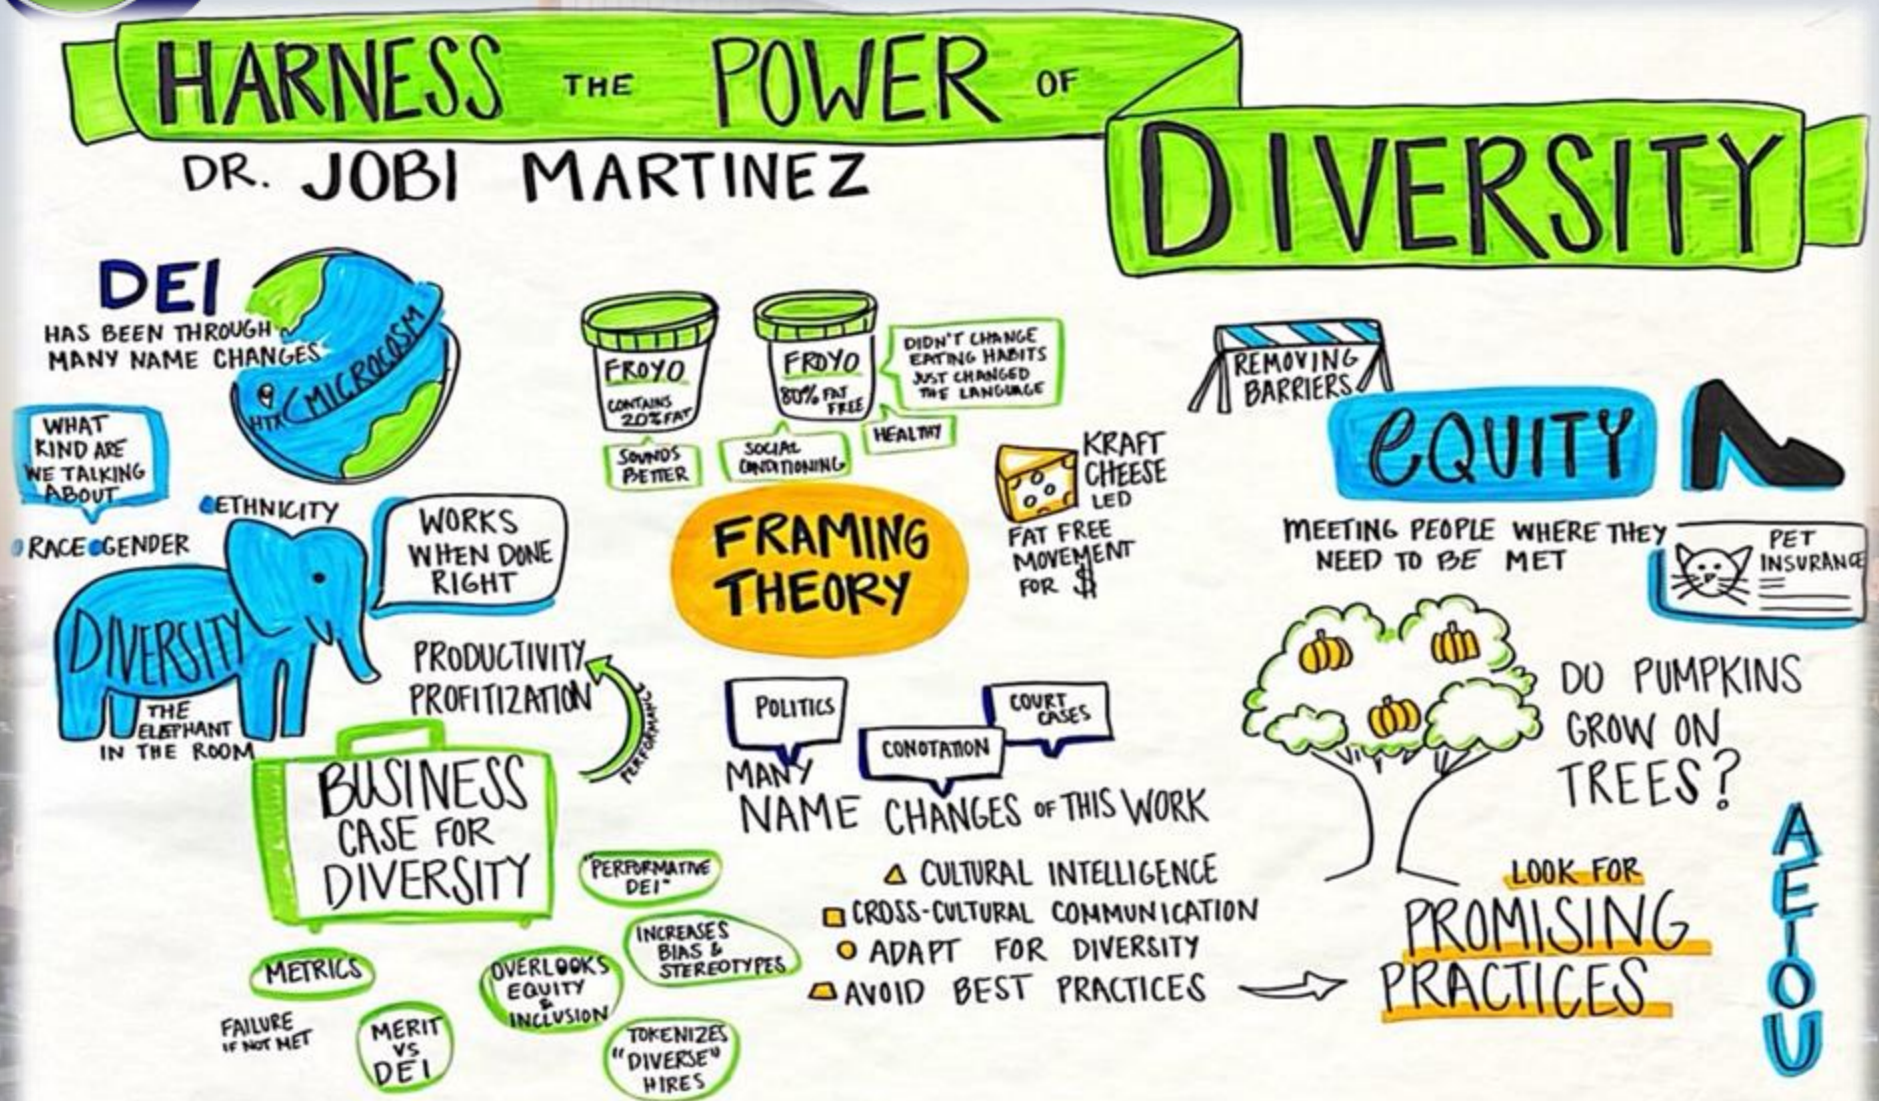 HARNESS THE POWER OF
DIVERSITY
DR. JOBI MARTINEZ
DEI
HAS BEEN THROUGH
MANY NAME CHANGES
MICROCOSM
HTX
WHAT
KIND ARE
WE TALKING
ABOUT
ETHNICITY
RACE GENDER
DIVERSITY
THE
ELEPHANT
IN THE ROOM
WORKS
WHEN DONE
RIGHT
PRODUCTIVITY
PROFITIZATION
PERFORMANCE
BUSINESS
CASE FOR
DIVERSITY
METRICS
FAILURE
IF NOT MET
MERIT
VS
DEI
OVERLOOKS
EQUITY
&
INCLUSION
"PERFORMATIVE
DEI"
INCREASES
BIAS &
STEREOTYPES
TOKENIZES
"DIVERSE"
HIRES
FROYO
CONTAINS
20% FAT
SOUNDS
BETTER
FROYO
80% FAT
FREE
SOCIAL
CONDITIONING
HEALTHY
DIDN'T CHANGE
EATING HABITS
JUST CHANGED
THE LANGUAGE
FRAMING
THEORY
KRAFT
CHEESE
LED
FAT FREE
MOVEMENT
FOR $
POLITICS
CONOTATION
COURT
CASES
MANY
NAME CHANGES OF THIS WORK
CULTURAL INTELLIGENCE
CROSS-CULTURAL COMMUNICATION
ADAPT FOR DIVERSITY
AVOID BEST PRACTICES
REMOVING
BARRIERS
EQUITY
MEETING PEOPLE WHERE THEY
NEED TO BE MET
PET
INSURANCE
DO PUMPKINS
GROW ON
TREES?
LOOK FOR
PROMISING
PRACTICES
A
E
I
O
U